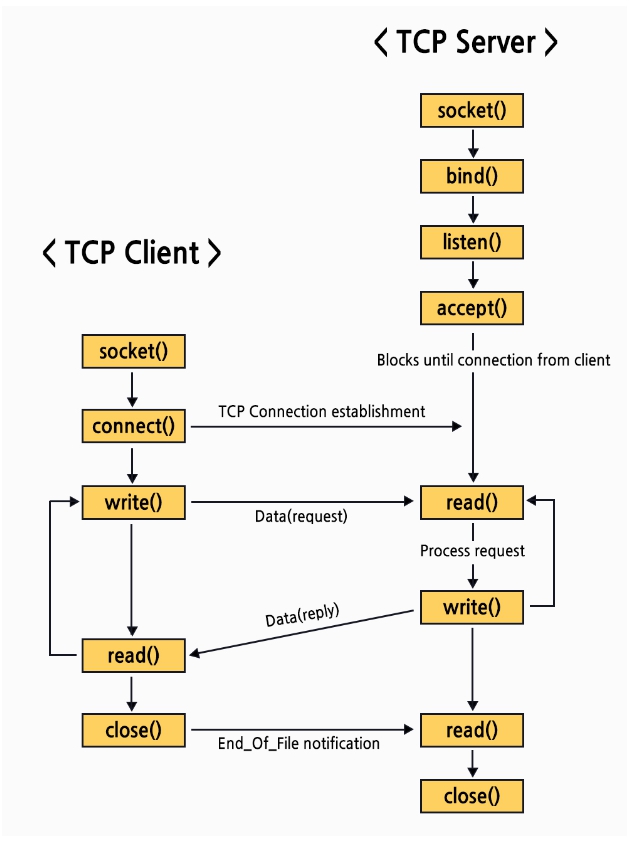 < TCP Server >
socket()
bind()
listen()
accept()
Blocks until connection from client
< TCP Client >
socket()
connect()
TCP Connection establishment
write()
Data(request)
read()
Process request
write()
Data(reply)
read()
close()
End_Of_File notification
read()
close()